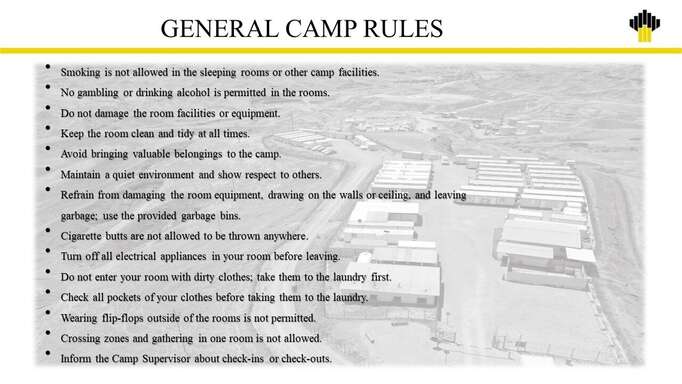 GENERAL CAMP RULES
• Smoking is not allowed in the sleeping rooms or other camp facilities.
• No gambling or drinking alcohol is permitted in the rooms.
• Do not damage the room facilities or equipment.
• Keep the room clean and tidy at all times.
• Avoid bringing valuable belongings to the camp.
• Maintain a quiet environment and show respect to others.
• Refrain from damaging the room equipment, drawing on the walls or ceiling, and leaving
garbage; use the provided garbage bins.
• Cigarette butts are not allowed to be thrown anywhere.
• Turn off all electrical appliances in your room before leaving.
• Do not enter your room with dirty clothes; take them to the laundry first.
• Check all pockets of your clothes before taking them to the laundry.
• Wearing flip-flops outside of the rooms is not permitted.
• Crossing zones and gathering in one room is not allowed.
• Inform the Camp Supervisor about check-ins or check-outs.